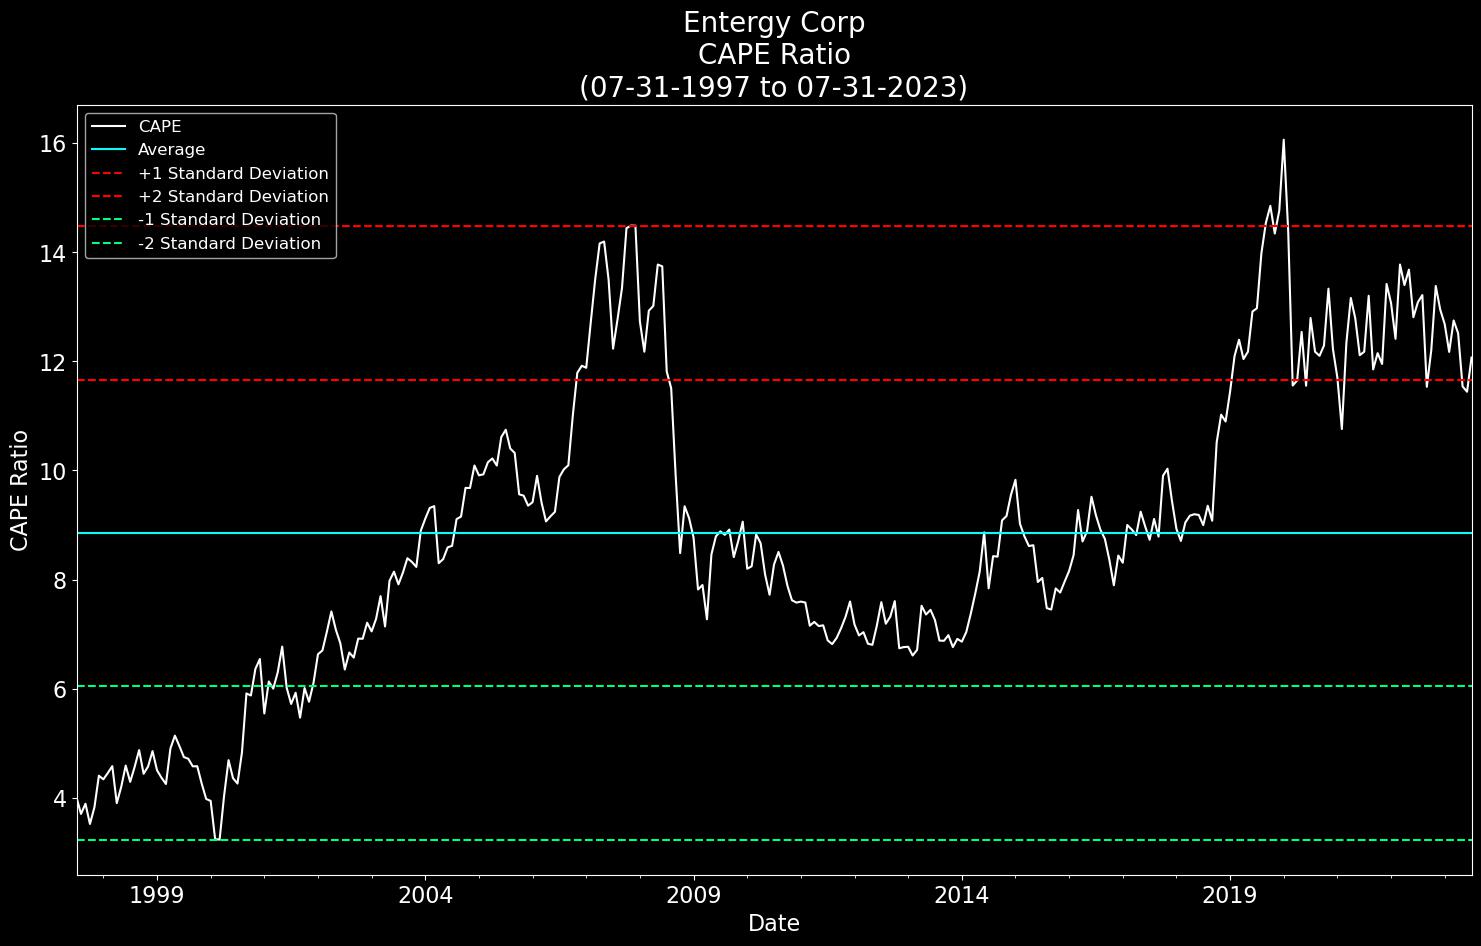 Entergy Corp
CAPE Ratio
(07-31-1997 to 07-31-2023)
CAPE
Average
+1 Standard Deviation
+2 Standard Deviation
-1 Standard Deviation
-2 Standard Deviation
16
14
12
10
8
6
4
CAPE Ratio
1999 2004 2009 2014 2019
Date